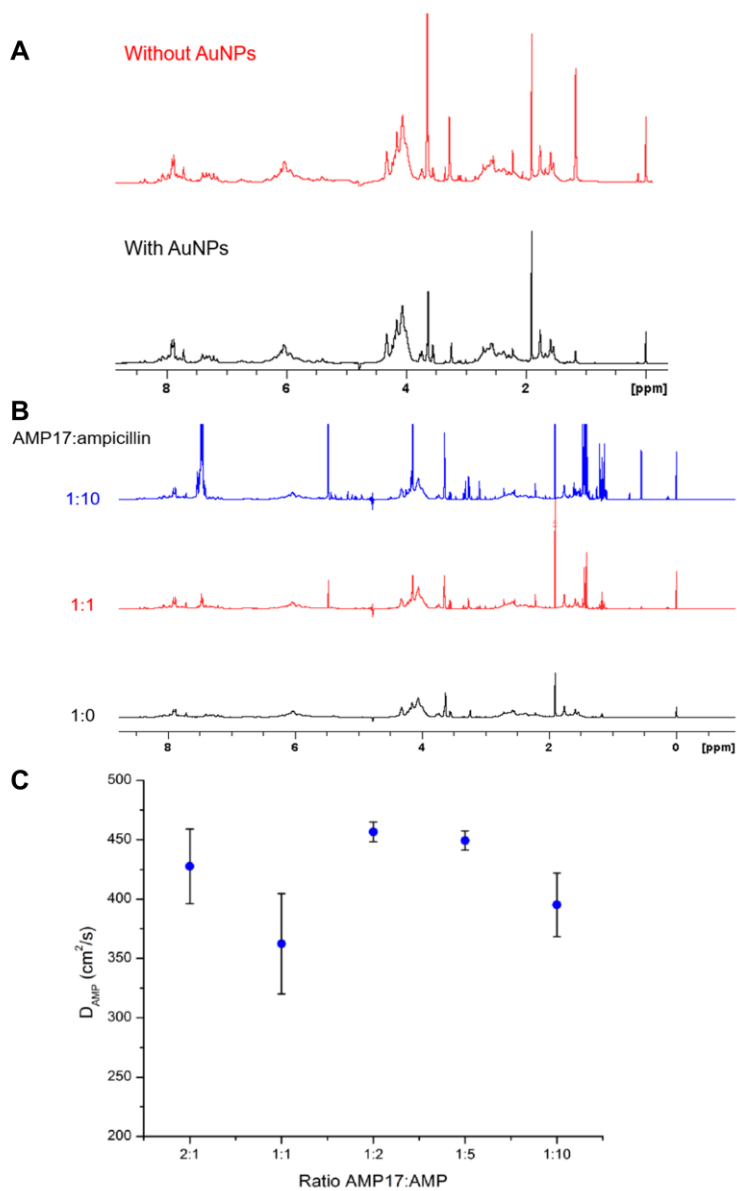 A
Without AuNPs
With AuNPs
8 6 4 2 [ppm]
B
AMP17:ampicillin
1:10
1:1
1:0
8 6 4 2 0 [ppm]
C
500
450
400
350
300
250
200
D_AMP (cm²/s)
2:1 1:1 1:2 1:5 1:10
Ratio AMP17:AMP